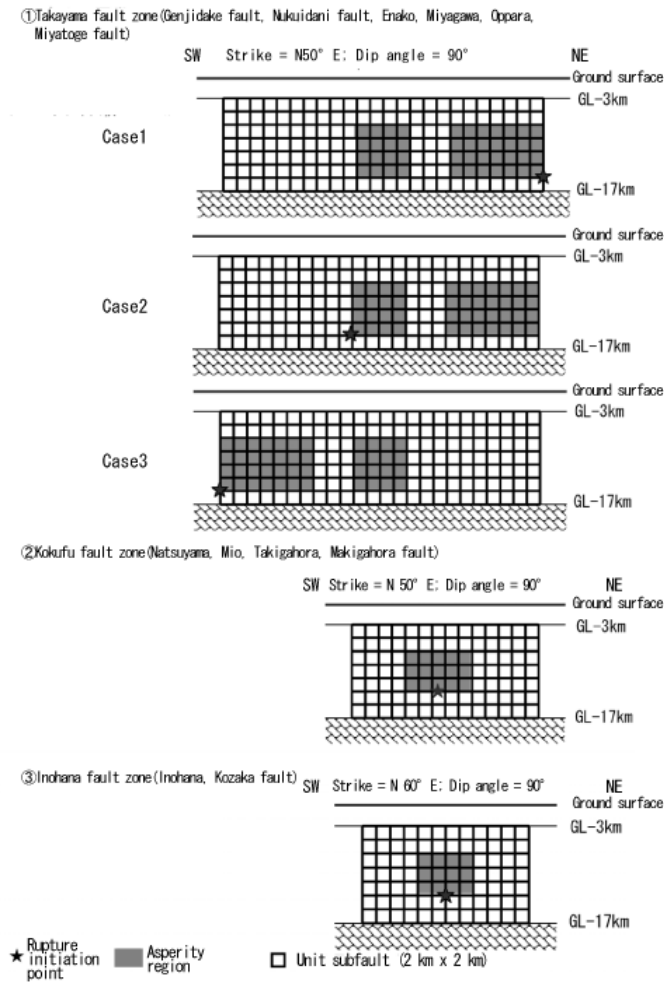 ①Takayama fault zone(Genjidake fault, Nukuidani fault, Enako, Miyagawa, Oppara,
Miyatoge fault)
SW Strike = N50° E; Dip angle = 90° NE
Ground surface
GL-3km
Case1
GL-17km
Ground surface
GL-3km
Case2
GL-17km
Ground surface
GL-3km
Case3
GL-17km
②Kokufu fault zone(Natsuyama, Mio, Takigahora, Makigahora fault)
SW Strike = N 50° E; Dip angle = 90° NE
Ground surface
GL-3km
GL-17km
③Inohana fault zone(Inohana, Kozaka fault)
SW Strike = N 60° E; Dip angle = 90° NE
Ground surface
GL-3km
GL-17km
Rupture
initiation
point
Asperity
region
Unit subfault (2 km x 2 km)